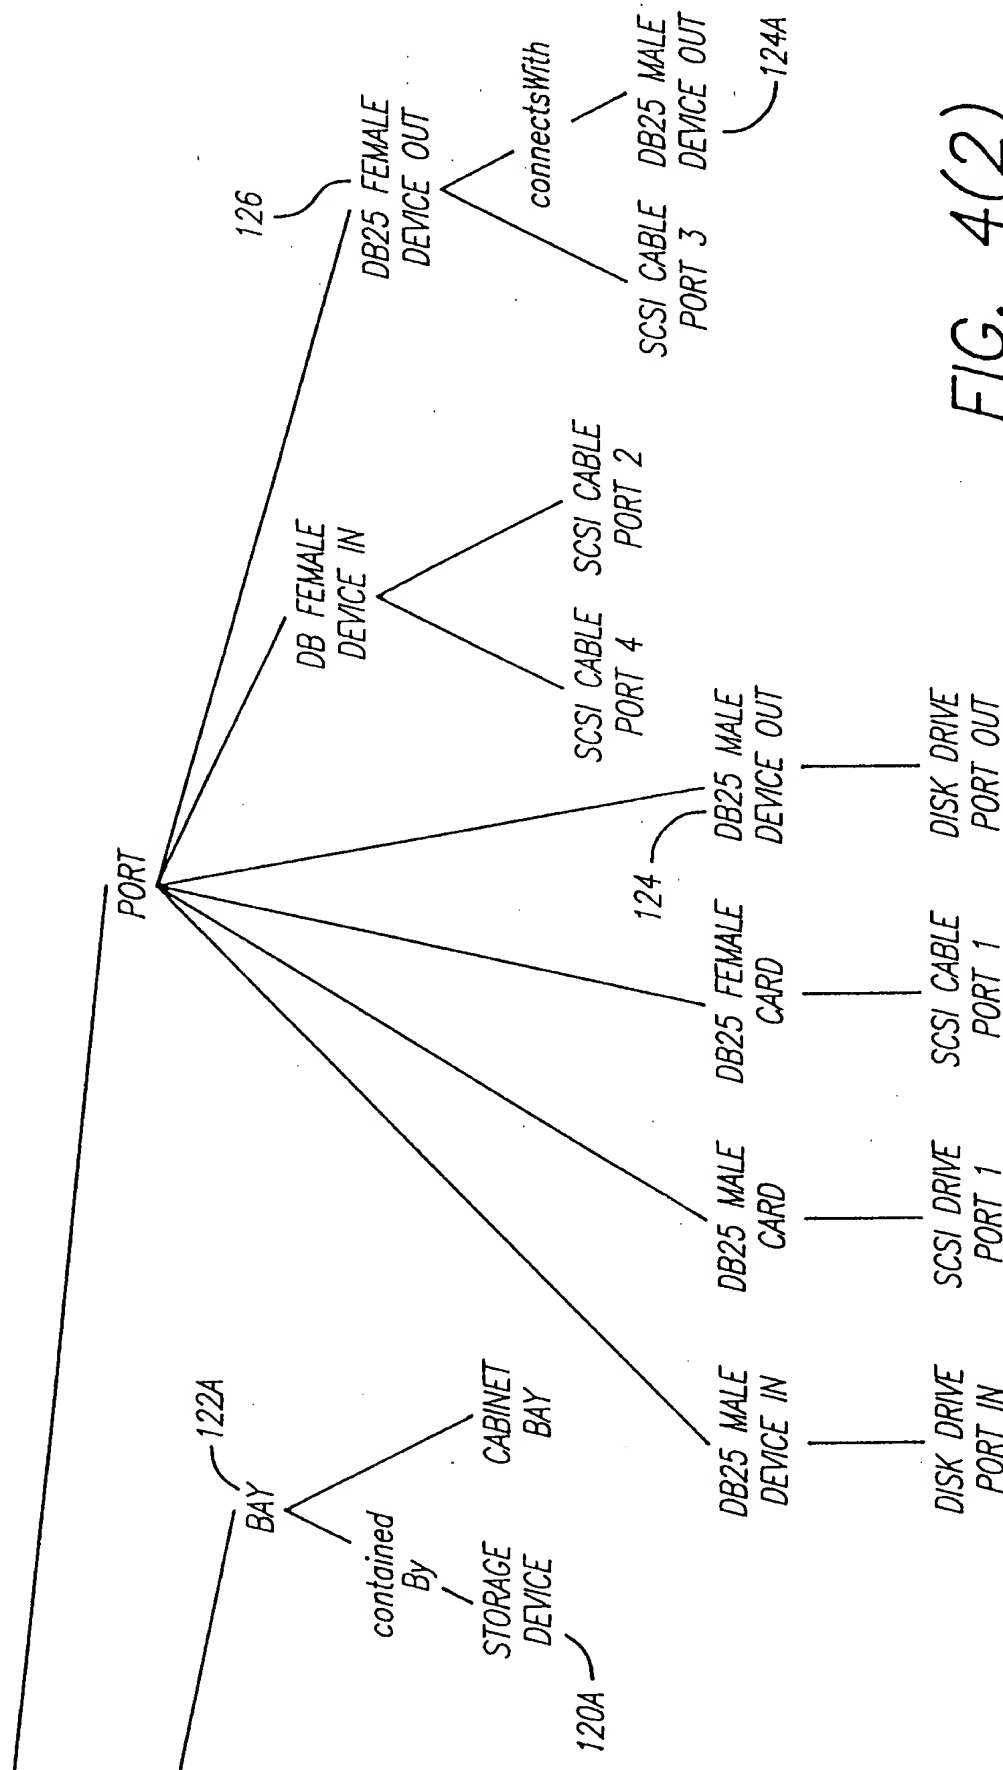 PORT
122A
BAY
contained
By
STORAGE
DEVICE
120A
CABINET
BAY
DB25 MALE
DEVICE IN
DISK DRIVE
PORT IN
DB25 MALE
CARD
SCSI DRIVE
PORT 1
DB25 FEMALE
CARD
SCSI CABLE
PORT 1
124
DB25 MALE
DEVICE OUT
DISK DRIVE
PORT OUT
DB FEMALE
DEVICE IN
SCSI CABLE
PORT 4
SCSI CABLE
PORT 2
126
DB25 FEMALE
DEVICE OUT
SCSI CABLE
PORT 3
connectsWith
DB25 MALE
DEVICE OUT
124A
FIG. 4(2)